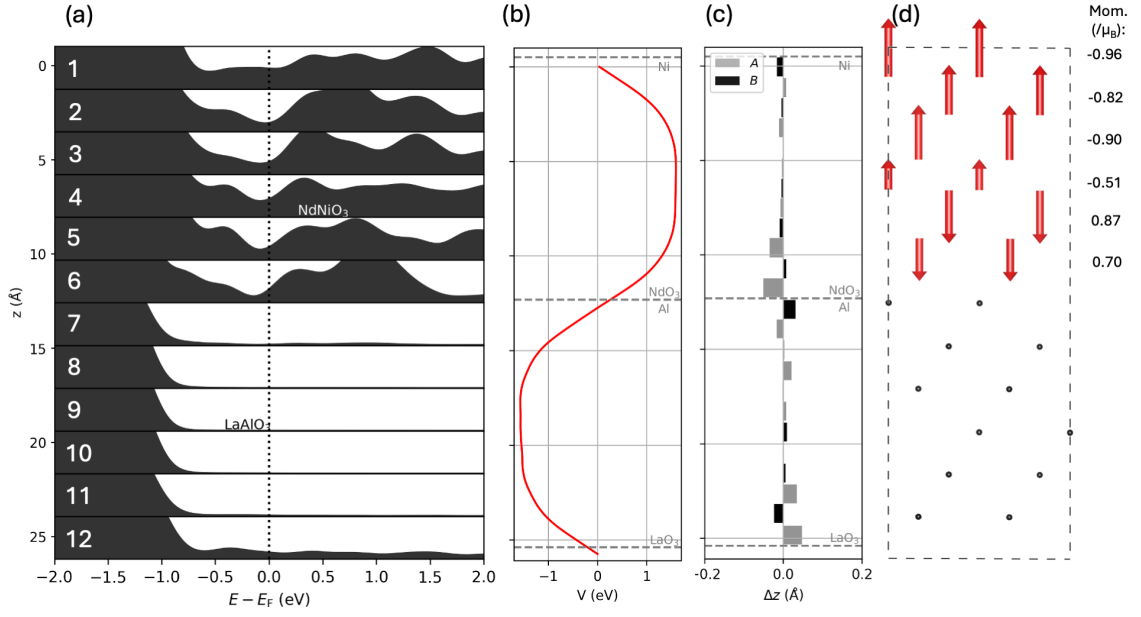 (a)
(b)
(c)
(d)
Mom.
(/μB):
1
2
3
4
5
6
7
8
9
10
11
12
NdNiO3
LaAlO3
0
5
10
15
20
25
z (Å)
−2.0 −1.5 −1.0 −0.5 0.0 0.5 1.0 1.5 2.0
E − EF (eV)
Ni
NdO3
Al
LaO3
−1 0 1
V (eV)
A
B
Ni
NdO3
Al
LaO3
-0.2 0.0 0.2
Δz (Å)
-0.96
-0.82
-0.90
-0.51
0.87
0.70